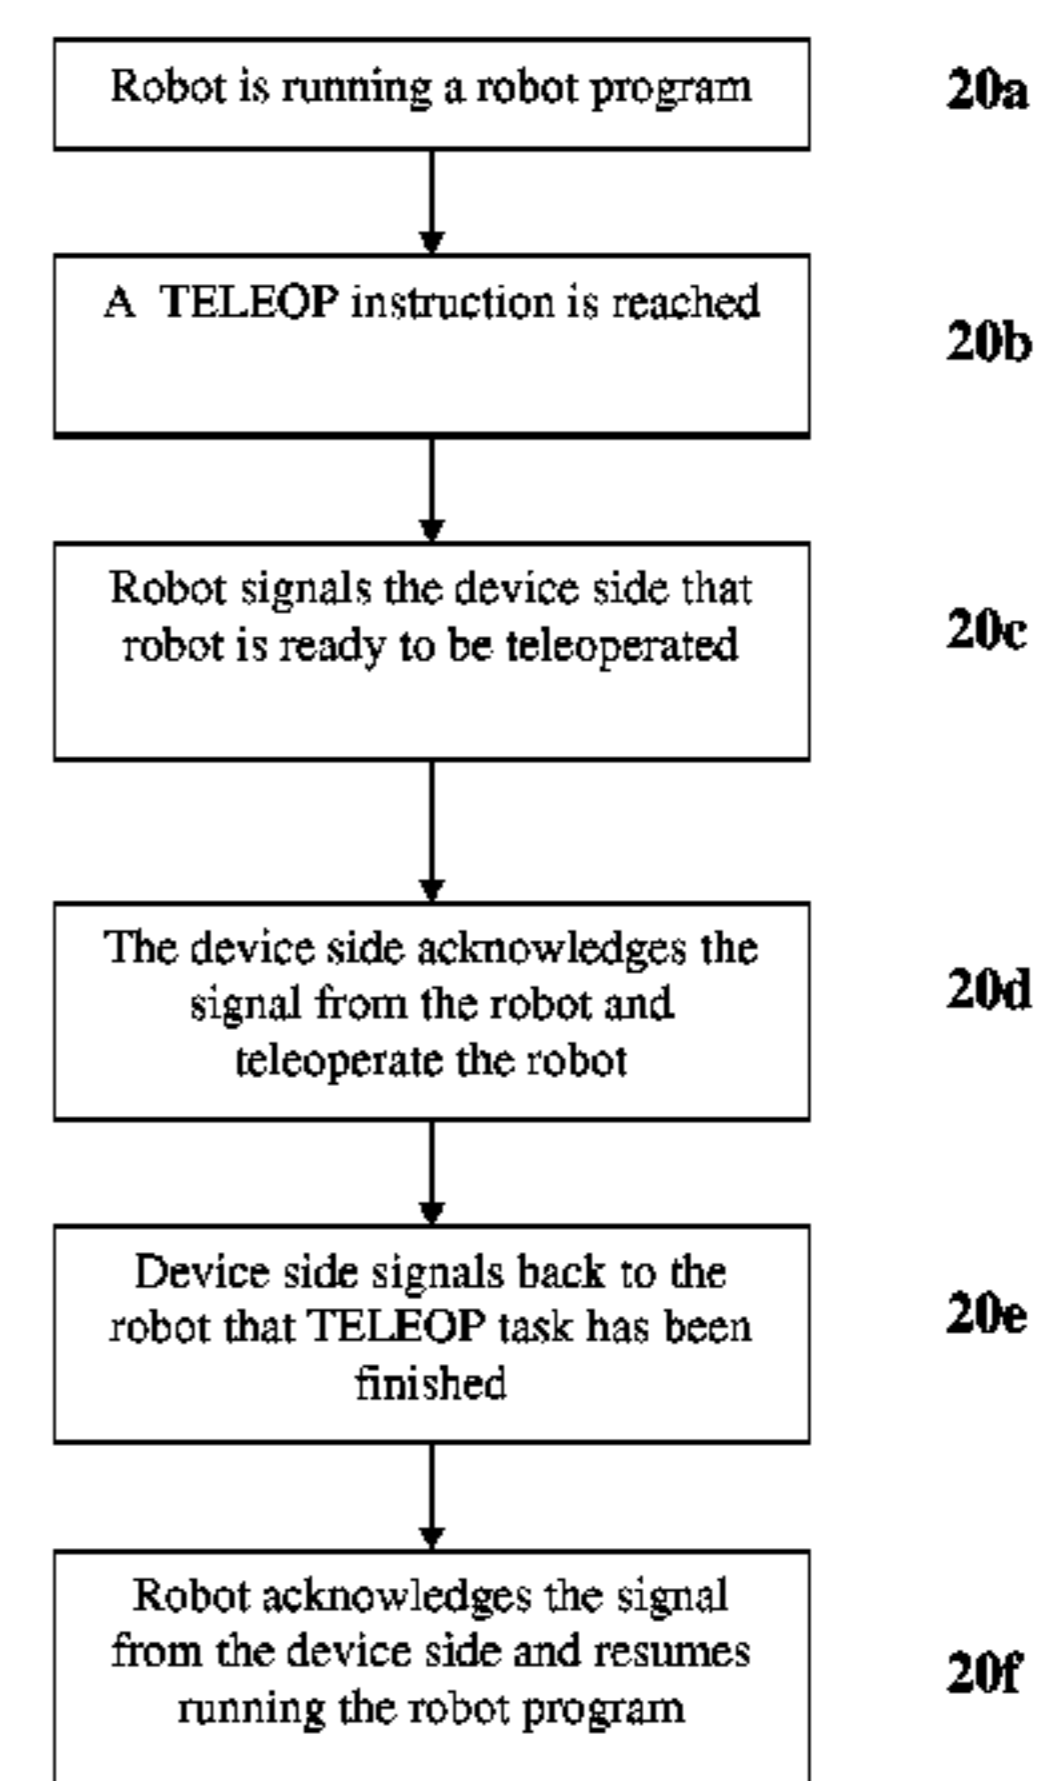 Robot is running a robot program
20a
A TELEOP instruction is reached
20b
Robot signals the device side that
robot is ready to be teleoperated
20c
The device side acknowledges the
signal from the robot and
teleoperate the robot
20d
Device side signals back to the
robot that TELEOP task has been
finished
20e
Robot acknowledges the signal
from the device side and resumes
running the robot program
20f